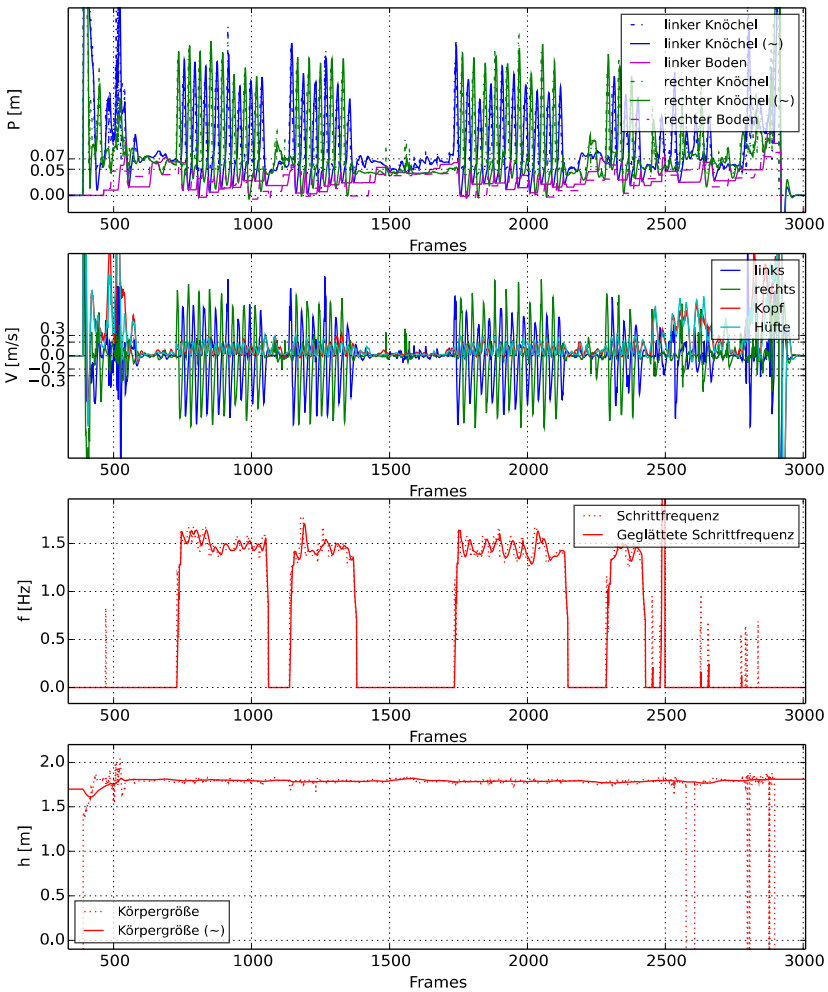 P [m]
0.07
0.05
0.00
linker Knöchel
linker Knöchel (~)
linker Boden
rechter Knöchel
rechter Knöchel (~)
rechter Boden
500 1000 1500 2000 2500 3000
Frames
V [m/s]
0.3
0.2
0.0
−0.2
−0.3
links
rechts
Kopf
Hüfte
500 1000 1500 2000 2500 3000
Frames
f [Hz]
1.5
1.0
0.5
0.0
Schrittfrequenz
Geglättete Schrittfrequenz
500 1000 1500 2000 2500 3000
Frames
h [m]
2.0
1.5
1.0
0.5
0.0
Körpergröße
Körpergröße (~)
500 1000 1500 2000 2500 3000
Frames